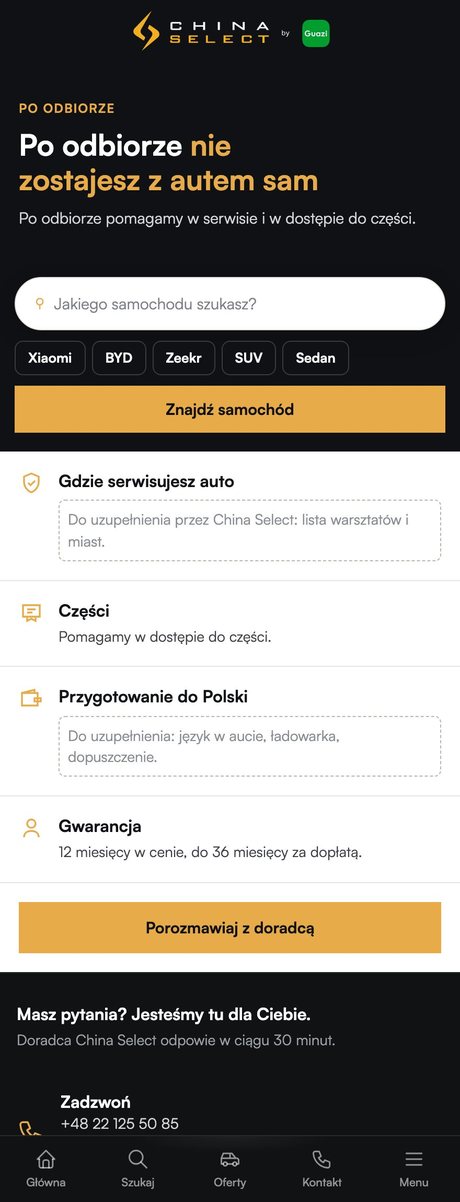 CHINA
SELECT
by
Guazi
PO ODBIORZE
Po odbiorze nie
zostajesz z autem sam
Po odbiorze pomagamy w serwisie i w dostępie do części.
Jakiego samochodu szukasz?
Xiaomi BYD Zeekr SUV Sedan
Znajdź samochód
Gdzie serwisujesz auto
Do uzupełnienia przez China Select: lista warsztatów i
miast.
Części
Pomagamy w dostępie do części.
Przygotowanie do Polski
Do uzupełnienia: język w aucie, ładowarka,
dopuszczenie.
Gwarancja
12 miesięcy w cenie, do 36 miesięcy za dopłatą.
Porozmawiaj z doradcą
Masz pytania? Jesteśmy tu dla Ciebie.
Doradca China Select odpowie w ciągu 30 minut.
Zadzwoń
+48 22 125 50 85
Główna Szukaj Oferty Kontakt Menu